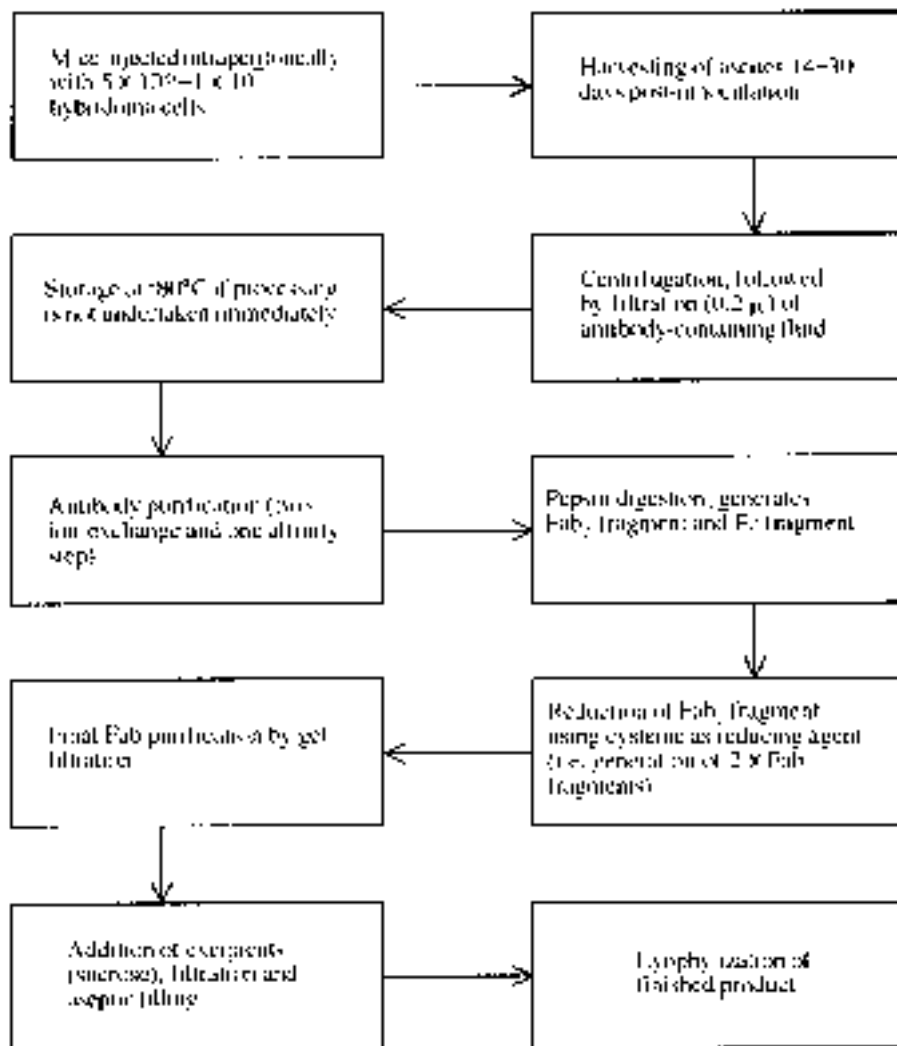 Mice injected intraperitonially
with 5 × 10 – 1 × 10
hybridoma cells
Harvesting of ascites 14–30
days post-inoculation
Centrifugation, followed
by filtration (0.2 µ) of
antibody-containing fluid
Storage at 80°C if processing
is not undertaken immediately
Antibody purification (two
ion exchange and one affinity
step)
Pepsin digestion, generates
Fab₂ fragment and Fc fragment
Reduction of Fab₂ fragment
using cysteine as reducing agent
(i.e. generation of 2 × Fab
fragments)
Final Fab purification by gel
filtration
Addition of excipients
(sucrose), filtration and
aseptic filling
Lyophilization of
finished product